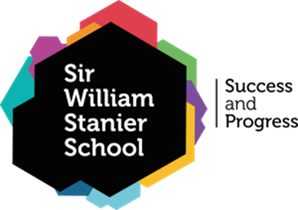 Sir
William
Stanier
School
Success
and
Progress